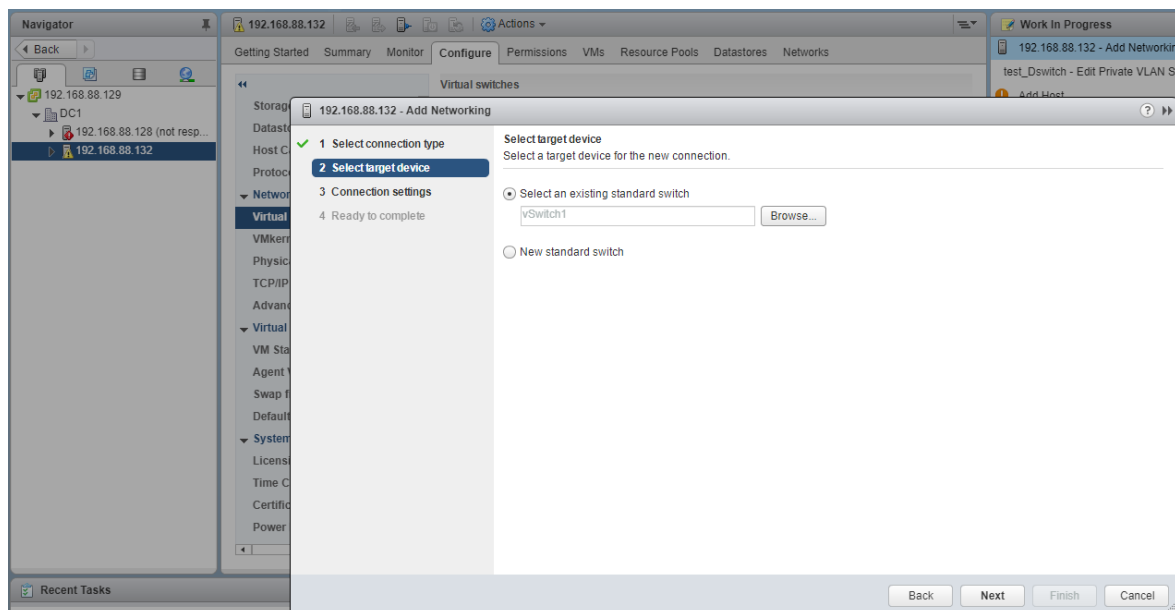 Navigator
Back
192.168.88.129
DC1
192.168.88.128 (not resp...
192.168.88.132
192.168.88.132
Actions
Getting Started Summary Monitor Configure Permissions VMs Resource Pools Datastores Networks
Virtual switches
Storag
Datasto
Host C
Protoc
Networ
Virtual
VMker
Physic
TCP/IP
Advanc
Virtual
VM Sta
Agent V
Swap f
Default
System
Licensi
Time C
Certific
Power
192.168.88.132 - Add Networking
1 Select connection type
2 Select target device
3 Connection settings
4 Ready to complete
Select target device
Select a target device for the new connection.
Select an existing standard switch
vSwitch1
Browse...
New standard switch
Back Next Finish Cancel
Work In Progress
192.168.88.132 - Add Networkin
test_Dswitch - Edit Private VLAN S
Add Host
Recent Tasks